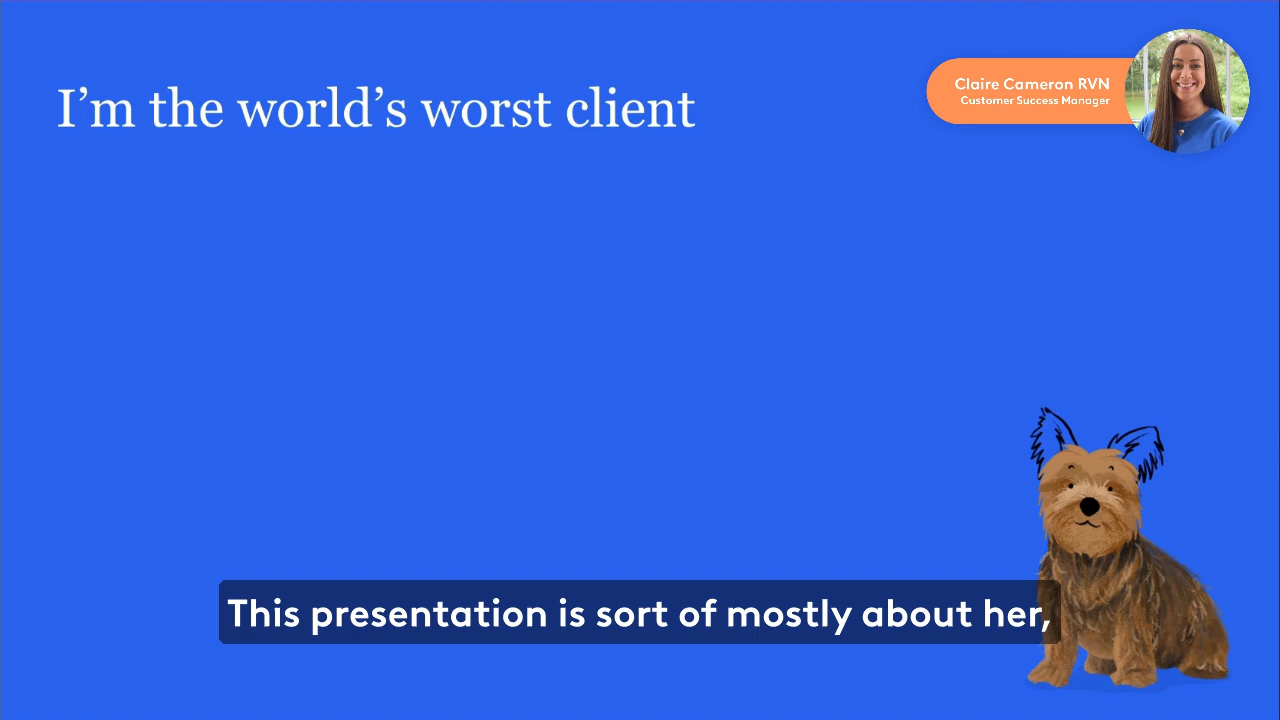 I’m the world’s worst client
Claire Cameron RVN
Customer Success Manager
This presentation is sort of mostly about her,